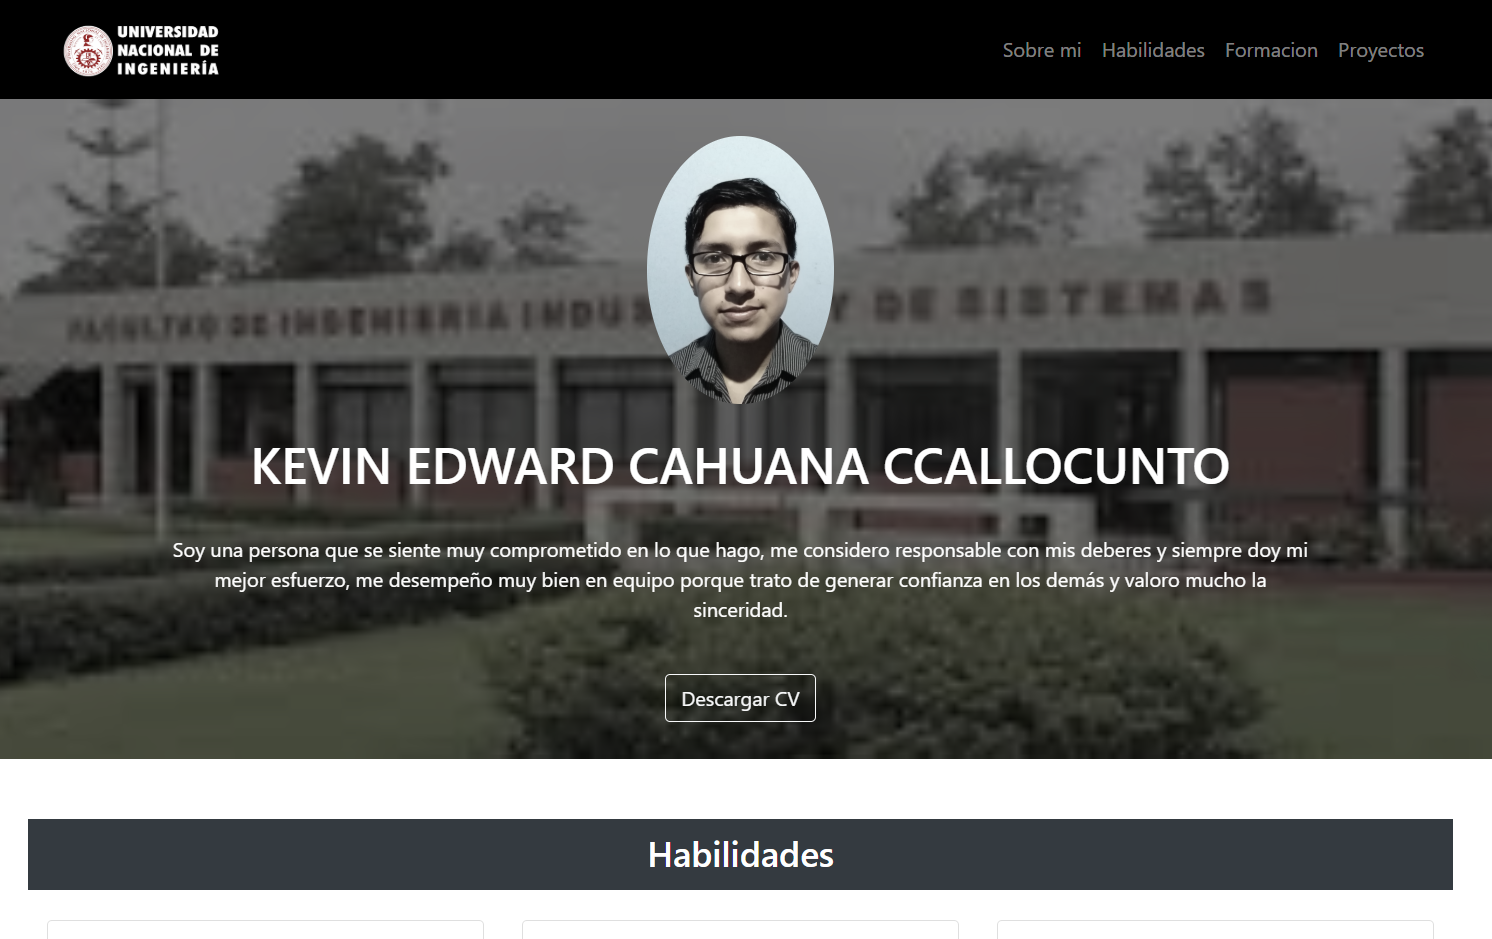 UNIVERSIDAD
NACIONAL DE
INGENIERÍA
Sobre mi Habilidades Formacion Proyectos
FACULTAD DE INGENIERIA INDUS Y DE SISTEMAS
KEVIN EDWARD CAHUANA CCALLOCUNTO
Soy una persona que se siente muy comprometido en lo que hago, me considero responsable con mis deberes y siempre doy mi
mejor esfuerzo, me desempeño muy bien en equipo porque trato de generar confianza en los demás y valoro mucho la
sinceridad.
Descargar CV
Habilidades